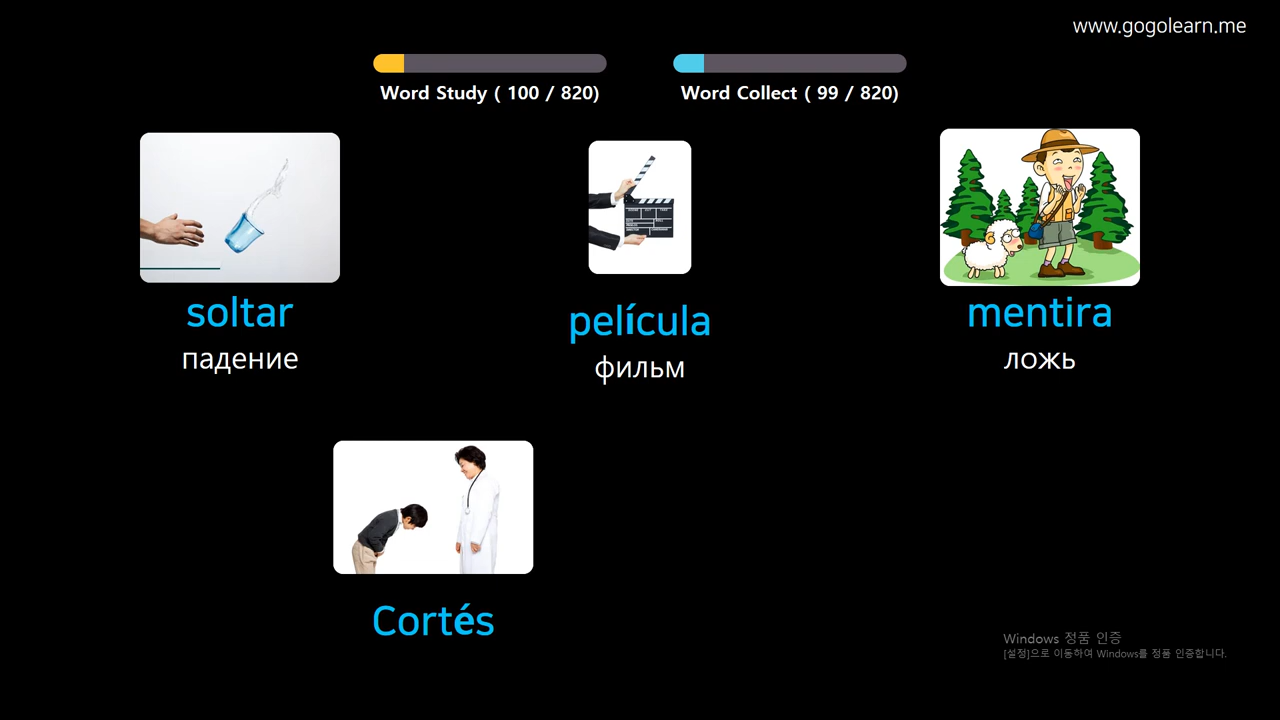 www.gogolearn.me
Word Study ( 100 / 820)
Word Collect ( 99 / 820)
soltar
падение
película
фильм
mentira
ложь
Cortés
Windows 정품 인증
[설정]으로 이동하여 Windows를 정품 인증합니다.